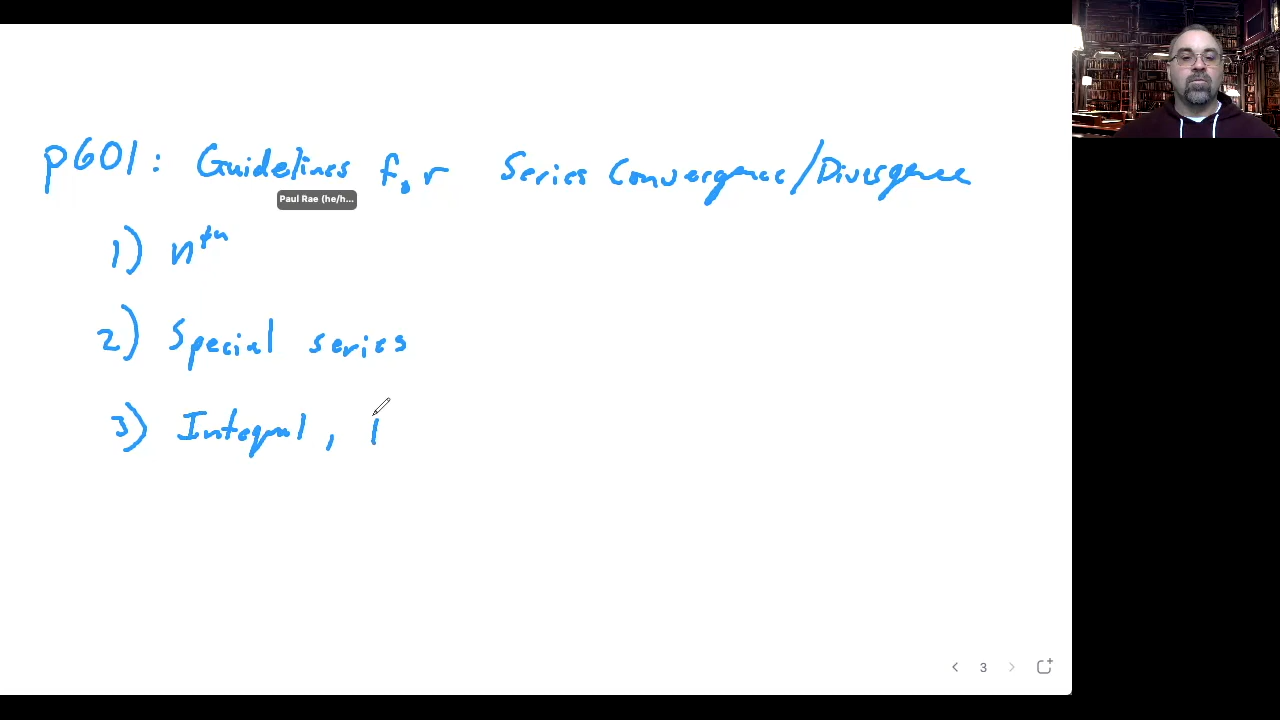 p601: Guidelines for Series Convergence/Divergence
Paul Rae (he/h...
1) nth
2) Special series
3) Integral, 
3